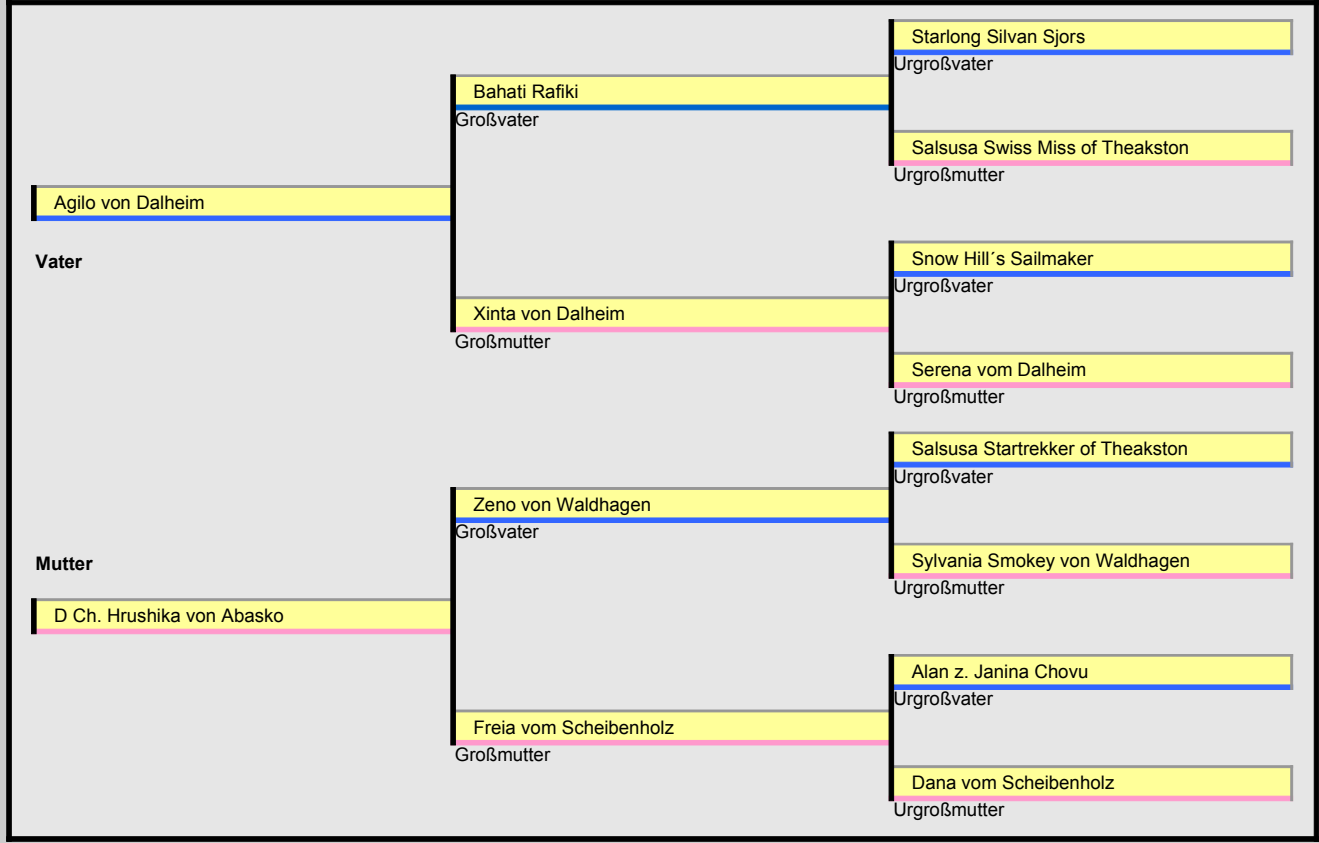 Starlong Silvan Sjors
Urgroßvater
Bahati Rafiki
Großvater
Salsusa Swiss Miss of Theakston
Urgroßmutter
Agilo von Dalheim
Vater
Snow Hill´s Sailmaker
Urgroßvater
Xinta von Dalheim
Großmutter
Serena vom Dalheim
Urgroßmutter
Salsusa Startrekker of Theakston
Urgroßvater
Zeno von Waldhagen
Großvater
Sylvania Smokey von Waldhagen
Urgroßmutter
Mutter
D Ch. Hrushika von Abasko
Alan z. Janina Chovu
Urgroßvater
Freia vom Scheibenholz
Großmutter
Dana vom Scheibenholz
Urgroßmutter